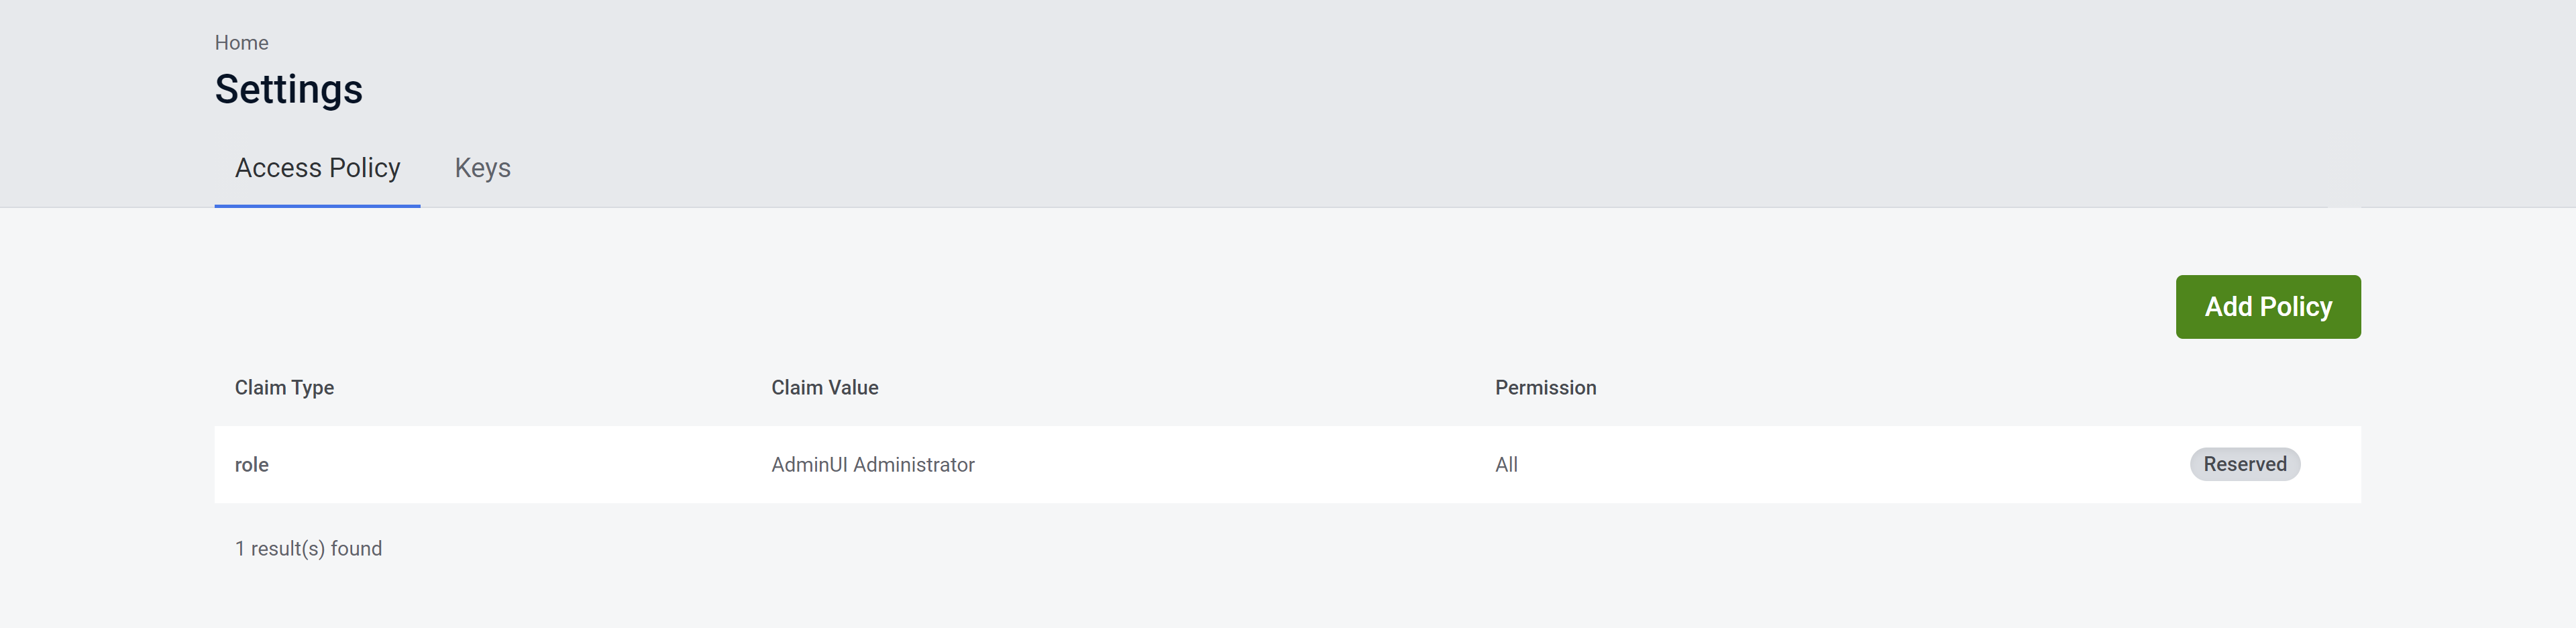 Home
Settings
Access Policy Keys
Add Policy
Claim Type Claim Value Permission
role AdminUI Administrator All Reserved
1 result(s) found